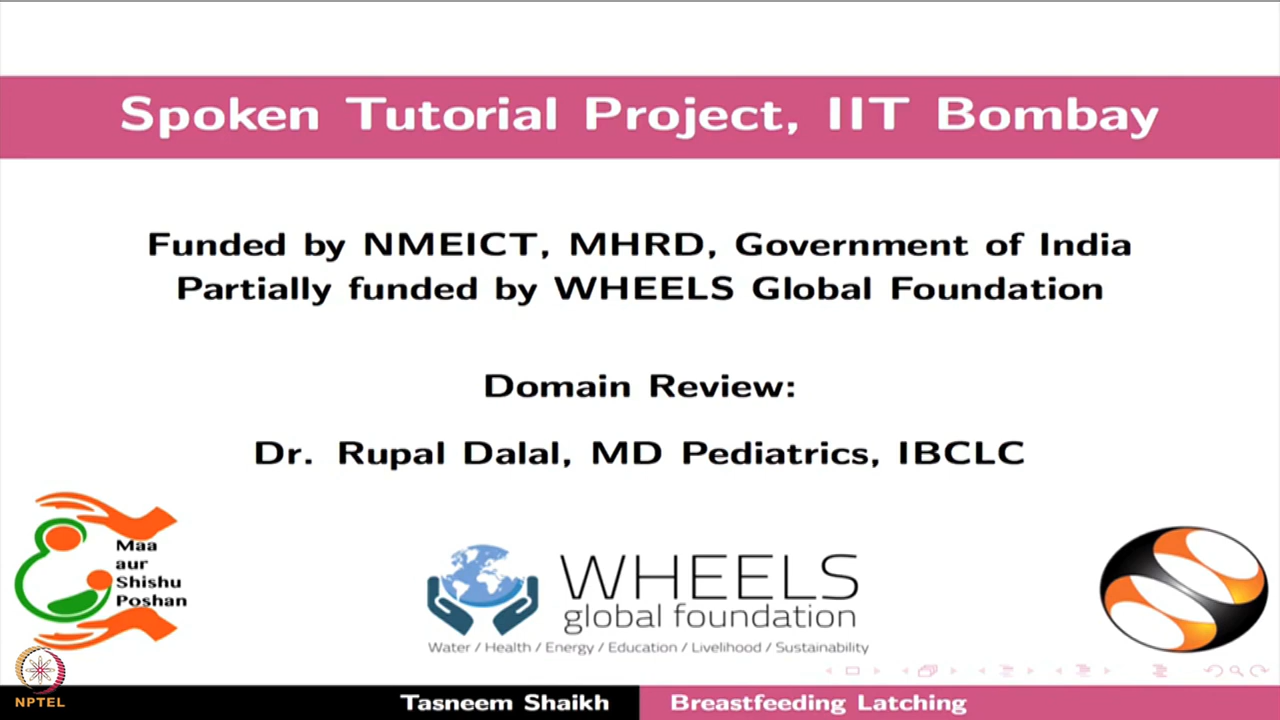 Spoken Tutorial Project, IIT Bombay
Funded by NMEICT, MHRD, Government of India
Partially funded by WHEELS Global Foundation
Domain Review:
Dr. Rupal Dalal, MD Pediatrics, IBCLC
Maa
aur
Shishu
Poshan
WHEELS
global foundation
Water / Health / Energy / Education / Livelihood / Sustainability
NPTEL
Tasneem Shaikh
Breastfeeding Latching